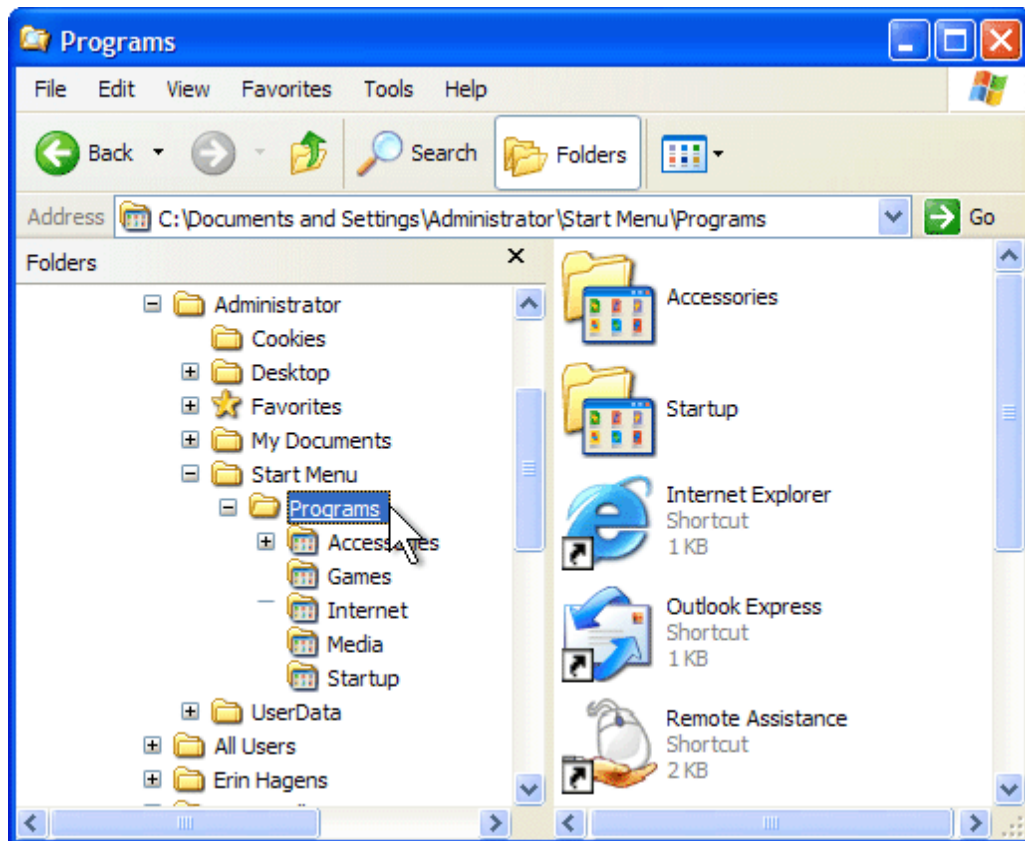 Programs
File Edit View Favorites Tools Help
Back Search Folders
Address C:\Documents and Settings\Administrator\Start Menu\Programs Go
Folders
Administrator
Cookies
Desktop
Favorites
My Documents
Start Menu
Programs
Games
Internet
Media
Startup
UserData
All Users
Erin Hagens
Accessories
Startup
Internet Explorer
Shortcut
1 KB
Outlook Express
Shortcut
1 KB
Remote Assistance
Shortcut
2 KB